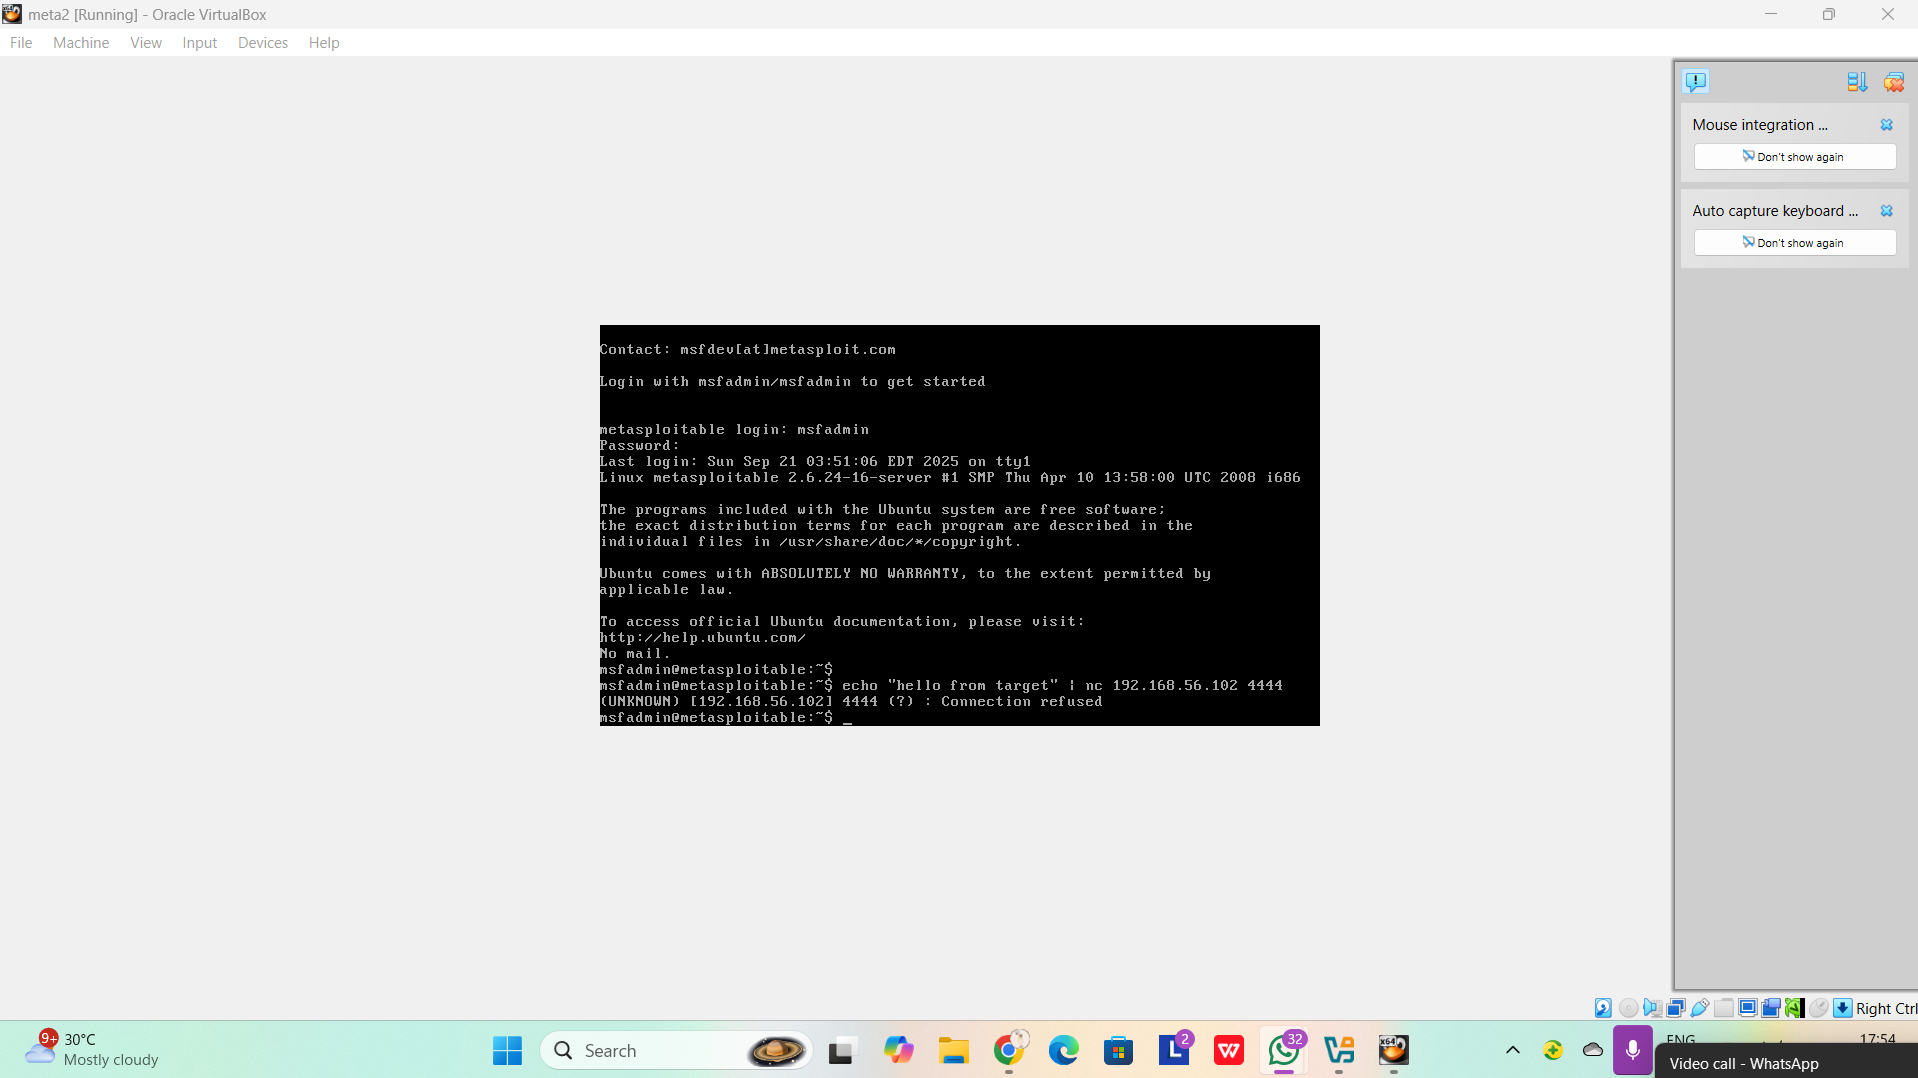 meta2 [Running] - Oracle VirtualBox
File Machine View Input Devices Help
Mouse integration ...
Don't show again
Auto capture keyboard ...
Don't show again
Contact: msfdev[at]metasploit.com
Login with msfadmin/msfadmin to get started
metasploitable login: msfadmin
Password:
Last login: Sun Sep 21 03:51:06 EDT 2025 on tty1
Linux metasploitable 2.6.24-16-server #1 SMP Thu Apr 10 13:58:00 UTC 2008 i686
The programs included with the Ubuntu system are free software;
the exact distribution terms for each program are described in the
individual files in /usr/share/doc/*/copyright.
Ubuntu comes with ABSOLUTELY NO WARRANTY, to the extent permitted by
applicable law.
To access official Ubuntu documentation, please visit:
http://help.ubuntu.com/
No mail.
msfadmin@metasploitable:~$
msfadmin@metasploitable:~$ echo "hello from target" | nc 192.168.56.102 4444
(UNKNOWN) [192.168.56.102] 4444 (?) : Connection refused
msfadmin@metasploitable:~$ _
Right Ctrl
9+
30°C
Mostly cloudy
Search
2
32
x64
ENG
17:54
Video call - WhatsApp